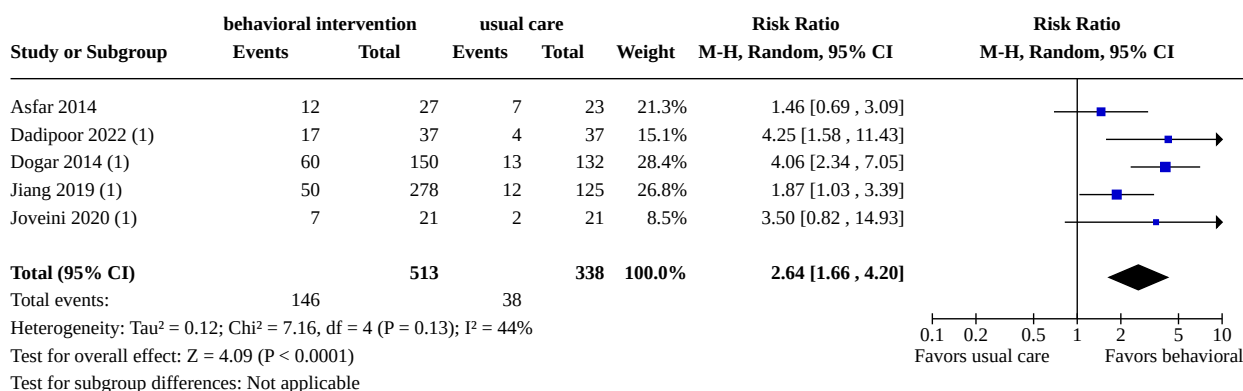 behavioral intervention usual care Risk Ratio Risk Ratio
Study or Subgroup Events Total Events Total Weight M-H, Random, 95% CI M-H, Random, 95% CI
Asfar 2014 12 27 7 23 21.3% 1.46 [0.69 , 3.09]
Dadipoor 2022 (1) 17 37 4 37 15.1% 4.25 [1.58 , 11.43]
Dogar 2014 (1) 60 150 13 132 28.4% 4.06 [2.34 , 7.05]
Jiang 2019 (1) 50 278 12 125 26.8% 1.87 [1.03 , 3.39]
Joveini 2020 (1) 7 21 2 21 8.5% 3.50 [0.82 , 14.93]
Total (95% CI) 513 338 100.0% 2.64 [1.66 , 4.20]
Total events: 146 38
Heterogeneity: Tau² = 0.12; Chi² = 7.16, df = 4 (P = 0.13); I² = 44%
Test for overall effect: Z = 4.09 (P < 0.0001)
Test for subgroup differences: Not applicable
0.1 0.2 0.5 1 2 5 10
Favors usual care Favors behavioral